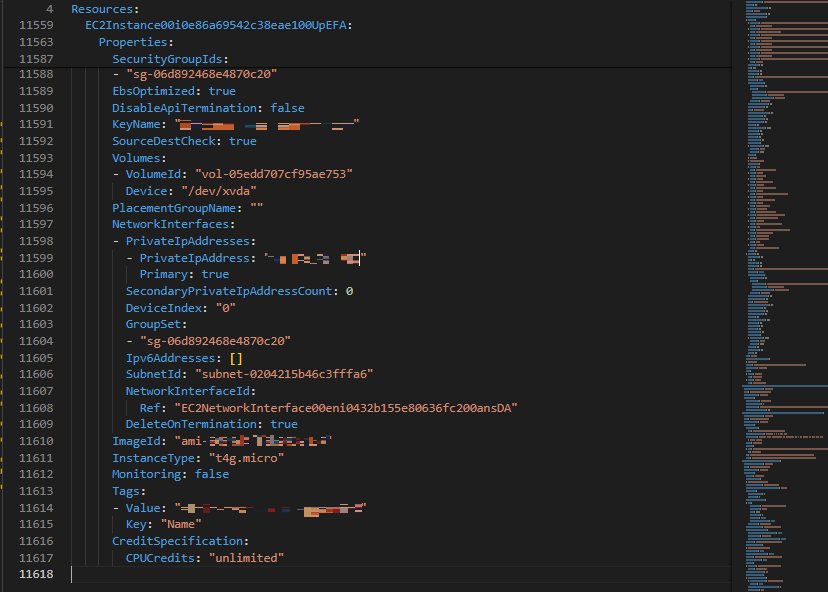 4 Resources:
11559 EC2Instance00i0e86a69542c38eae100UpEFA:
11563 Properties:
11587 SecurityGroupIds:
11588 - "sg-06d892468e4870c20"
11589 EbsOptimized: true
11590 DisableApiTermination: false
11591 KeyName: " "
11592 SourceDestCheck: true
11593 Volumes:
11594 - VolumeId: "vol-05edd707cf95ae753"
11595 Device: "/dev/xvda"
11596 PlacementGroupName: ""
11597 NetworkInterfaces:
11598 - PrivateIpAddresses:
11599 - PrivateIpAddress: " "
11600 Primary: true
11601 SecondaryPrivateIpAddressCount: 0
11602 DeviceIndex: "0"
11603 GroupSet:
11604 - "sg-06d892468e4870c20"
11605 Ipv6Addresses: []
11606 SubnetId: "subnet-0204215b46c3fffa6"
11607 NetworkInterfaceId:
11608 Ref: "EC2NetworkInterface00eni0432b155e80636fc200ansDA"
11609 DeleteOnTermination: true
11610 ImageId: "ami-
11611 InstanceType: "t4g.micro"
11612 Monitoring: false
11613 Tags:
11614 - Value: " "
11615 Key: "Name"
11616 CreditSpecification:
11617 CPUCredits: "unlimited"
11618